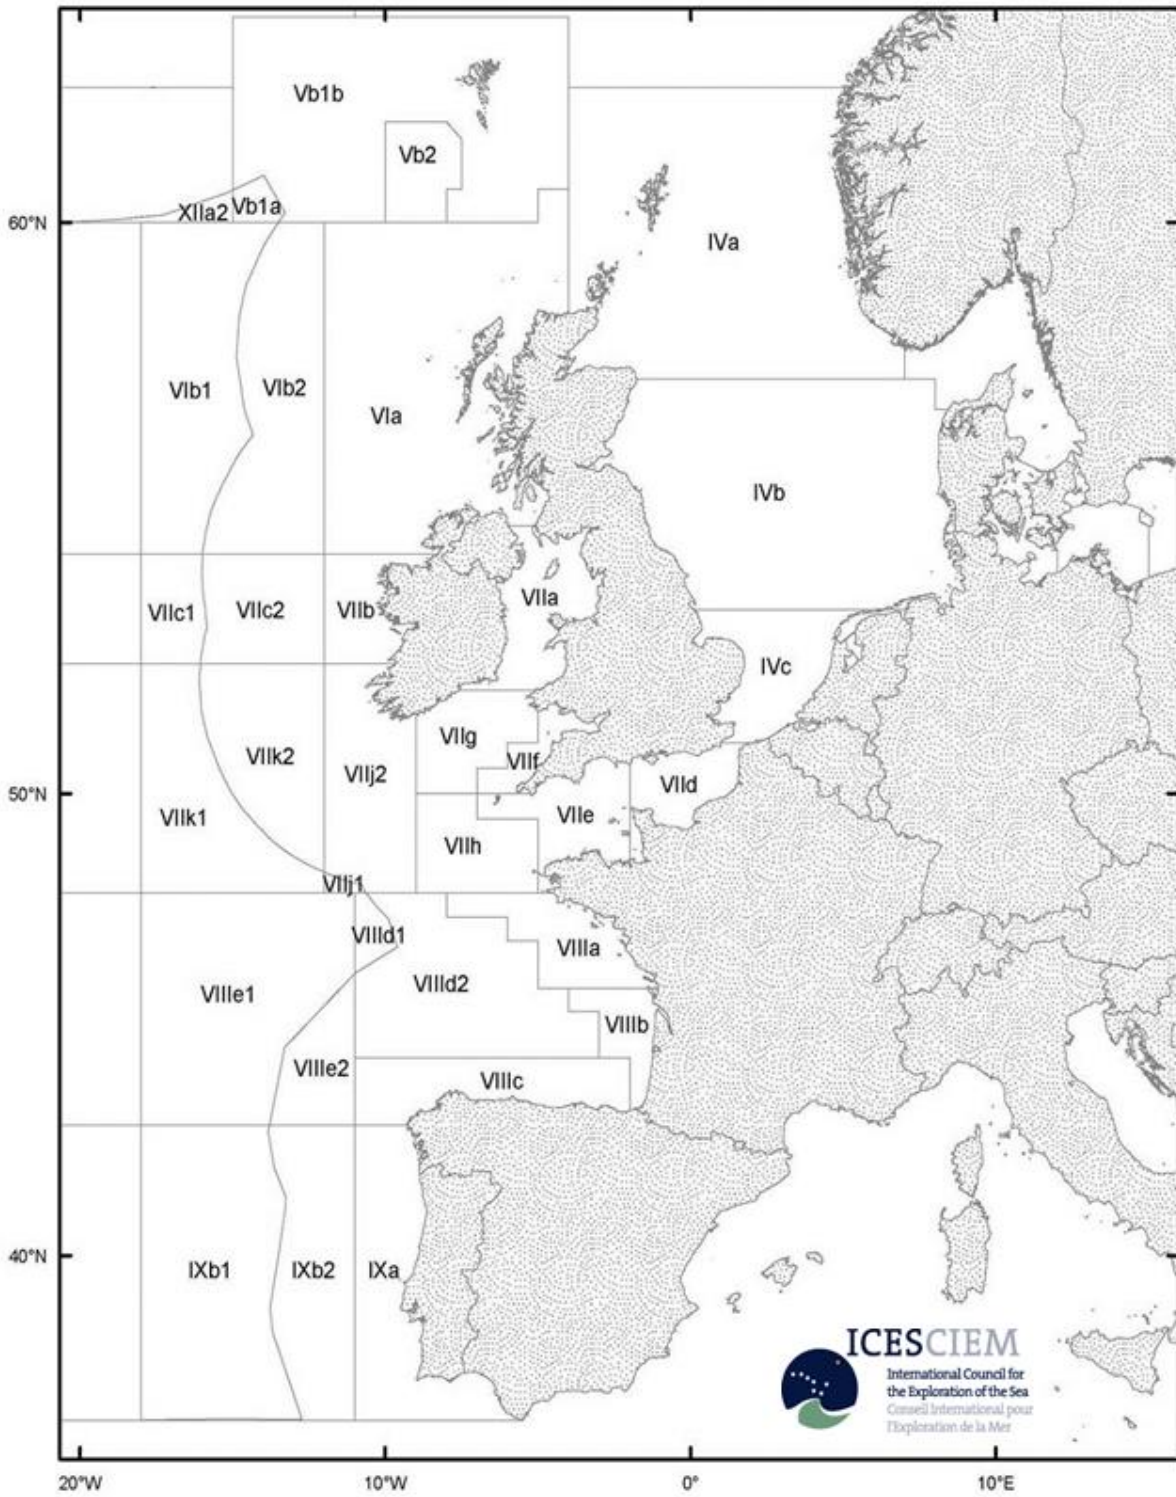 Vb1b
Vb2
XIIa2
Vb1a
60°N
IVa
VIb1
VIb2
VIa
IVb
VIIc1
VIIc2
VIIb
VIIa
IVc
VIIg
VIIk2
VIIj2
VIIf
VIId
50°N
VIIk1
VIIe
VIIh
VIIj1
VIIId1
VIIIa
VIIIe1
VIIId2
VIIIb
VIIIe2
VIIIc
40°N
IXb1
IXb2
IXa
ICESCIEM
International Council for
the Exploration of the Sea
Conseil International pour
l'Exploration de la Mer
20°W
10°W
0°
10°E